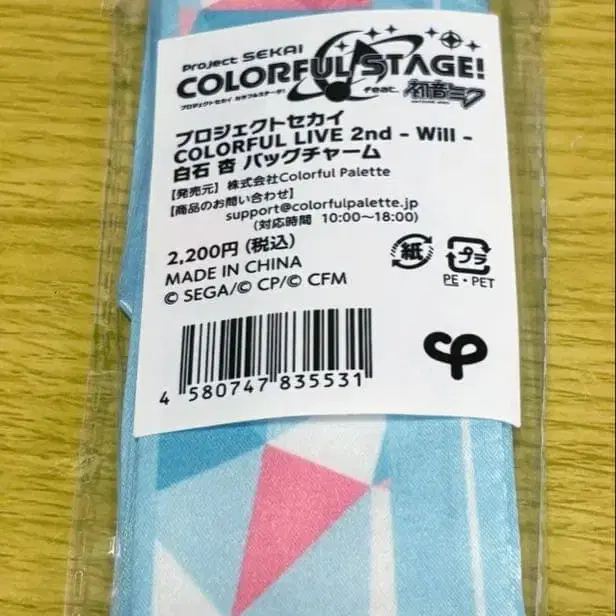 Project SEKAI
COLORFUL STAGE!
プロジェクトセカイ カラフルステージ!
feat. 初音ミク
HATSUNE MIKU
プロジェクトセカイ
COLORFUL LIVE 2nd - Will -
白石 杏 バッグチャーム
【発売元】株式会社Colorful Palette
【商品のお問い合わせ】
support@colorfulpalette.jp
(対応時間 10:00～18:00)
2,200円(税込)
MADE IN CHINA
© SEGA/© CP/© CFM
紙
プラ
PE・PET
4 580747 835531
cp